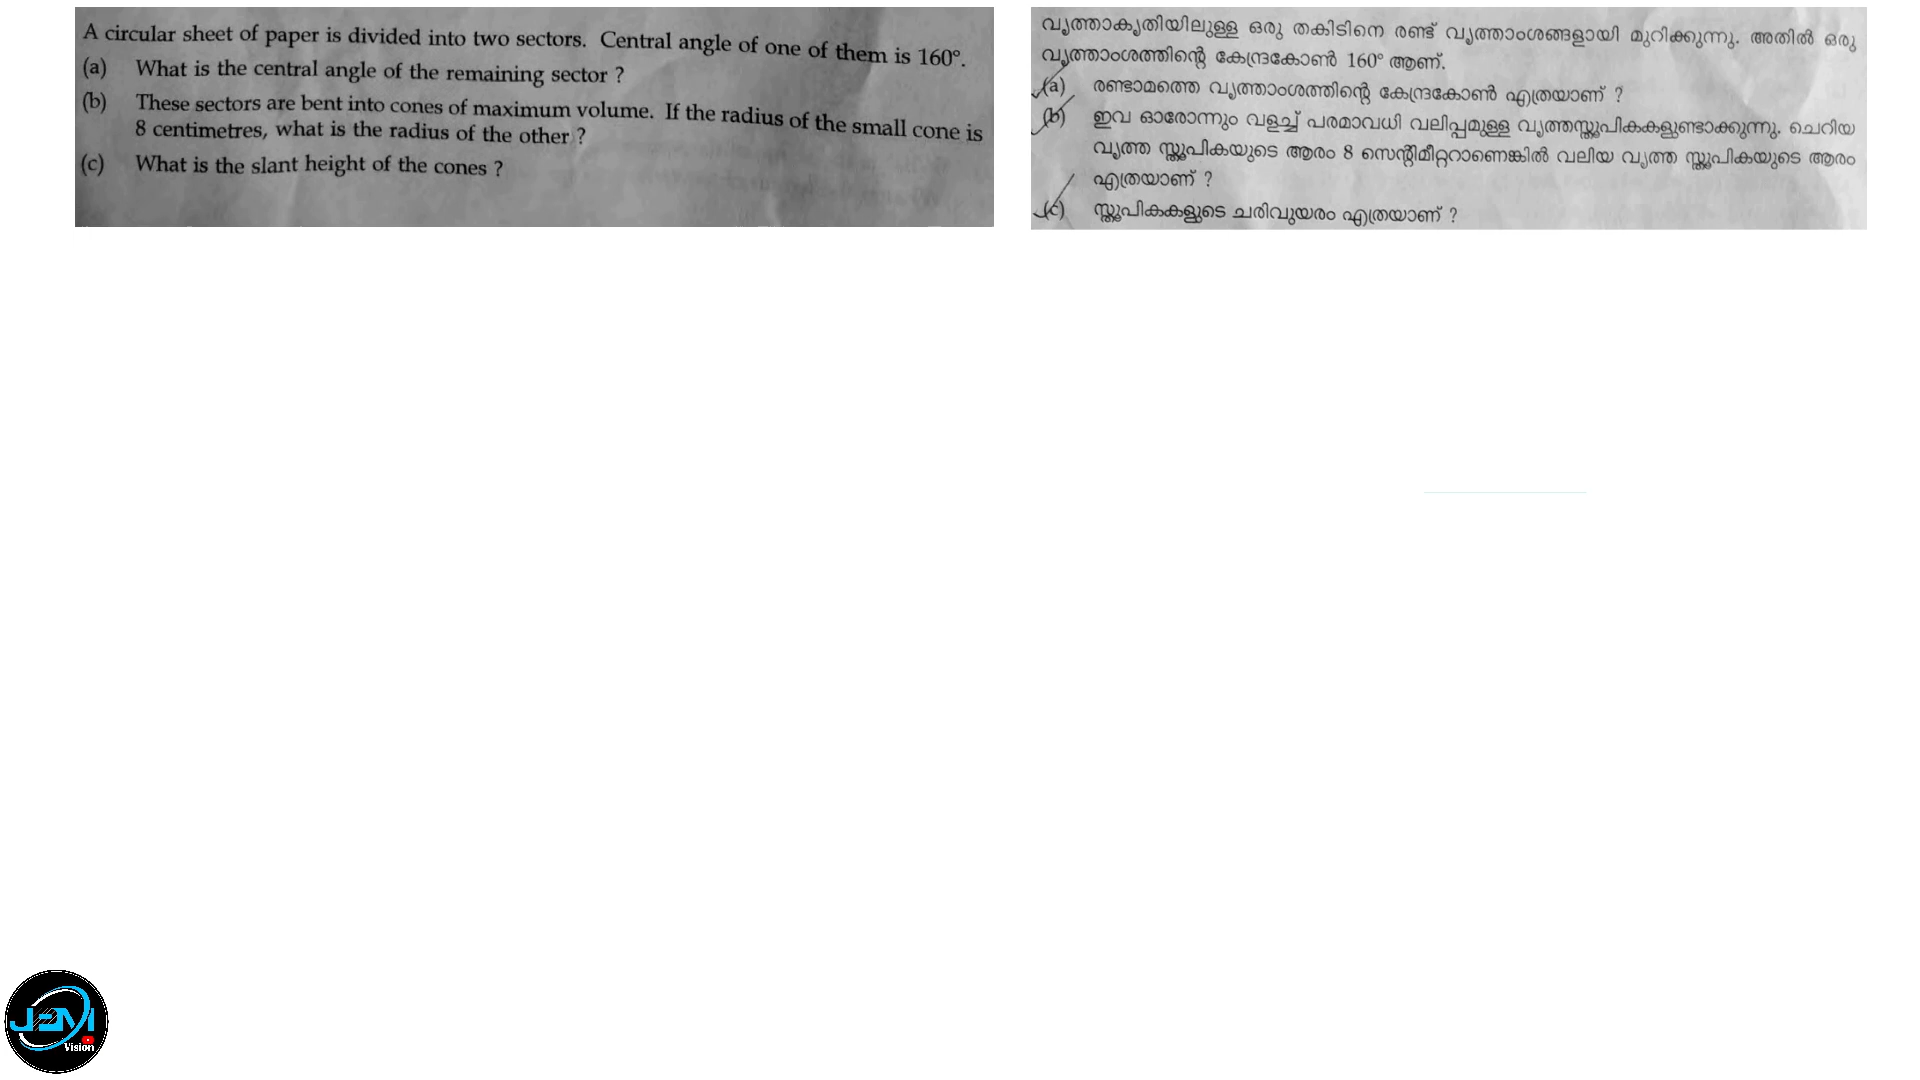 A circular sheet of paper is divided into two sectors. Central angle of one of them is 160°.
(a) What is the central angle of the remaining sector ?
(b) These sectors are bent into cones of maximum volume. If the radius of the small cone is
8 centimetres, what is the radius of the other ?
(c) What is the slant height of the cones ?
വൃത്താകൃതിയിലുള്ള ഒരു തകിടിനെ രണ്ട് വൃത്താംശങ്ങളായി മുറിക്കുന്നു. അതിൽ ഒരു
വൃത്താംശത്തിന്റെ കേന്ദ്രകോൺ 160° ആണ്.
(a) രണ്ടാമത്തെ വൃത്താംശത്തിന്റെ കേന്ദ്രകോൺ എത്രയാണ് ?
(b) ഇവ ഓരോന്നും വളച്ച് പരമാവധി വലിപ്പമുള്ള വൃത്തസ്തൂപികകളുണ്ടാക്കുന്നു. ചെറിയ
വൃത്ത സ്തൂപികയുടെ ആരം 8 സെന്റീമീറ്ററാണെങ്കിൽ വലിയ വൃത്ത സ്തൂപികയുടെ ആരം
എത്രയാണ് ?
(c) സ്തൂപികകളുടെ ചരിവുയരം എത്രയാണ് ?
JEM
Vision